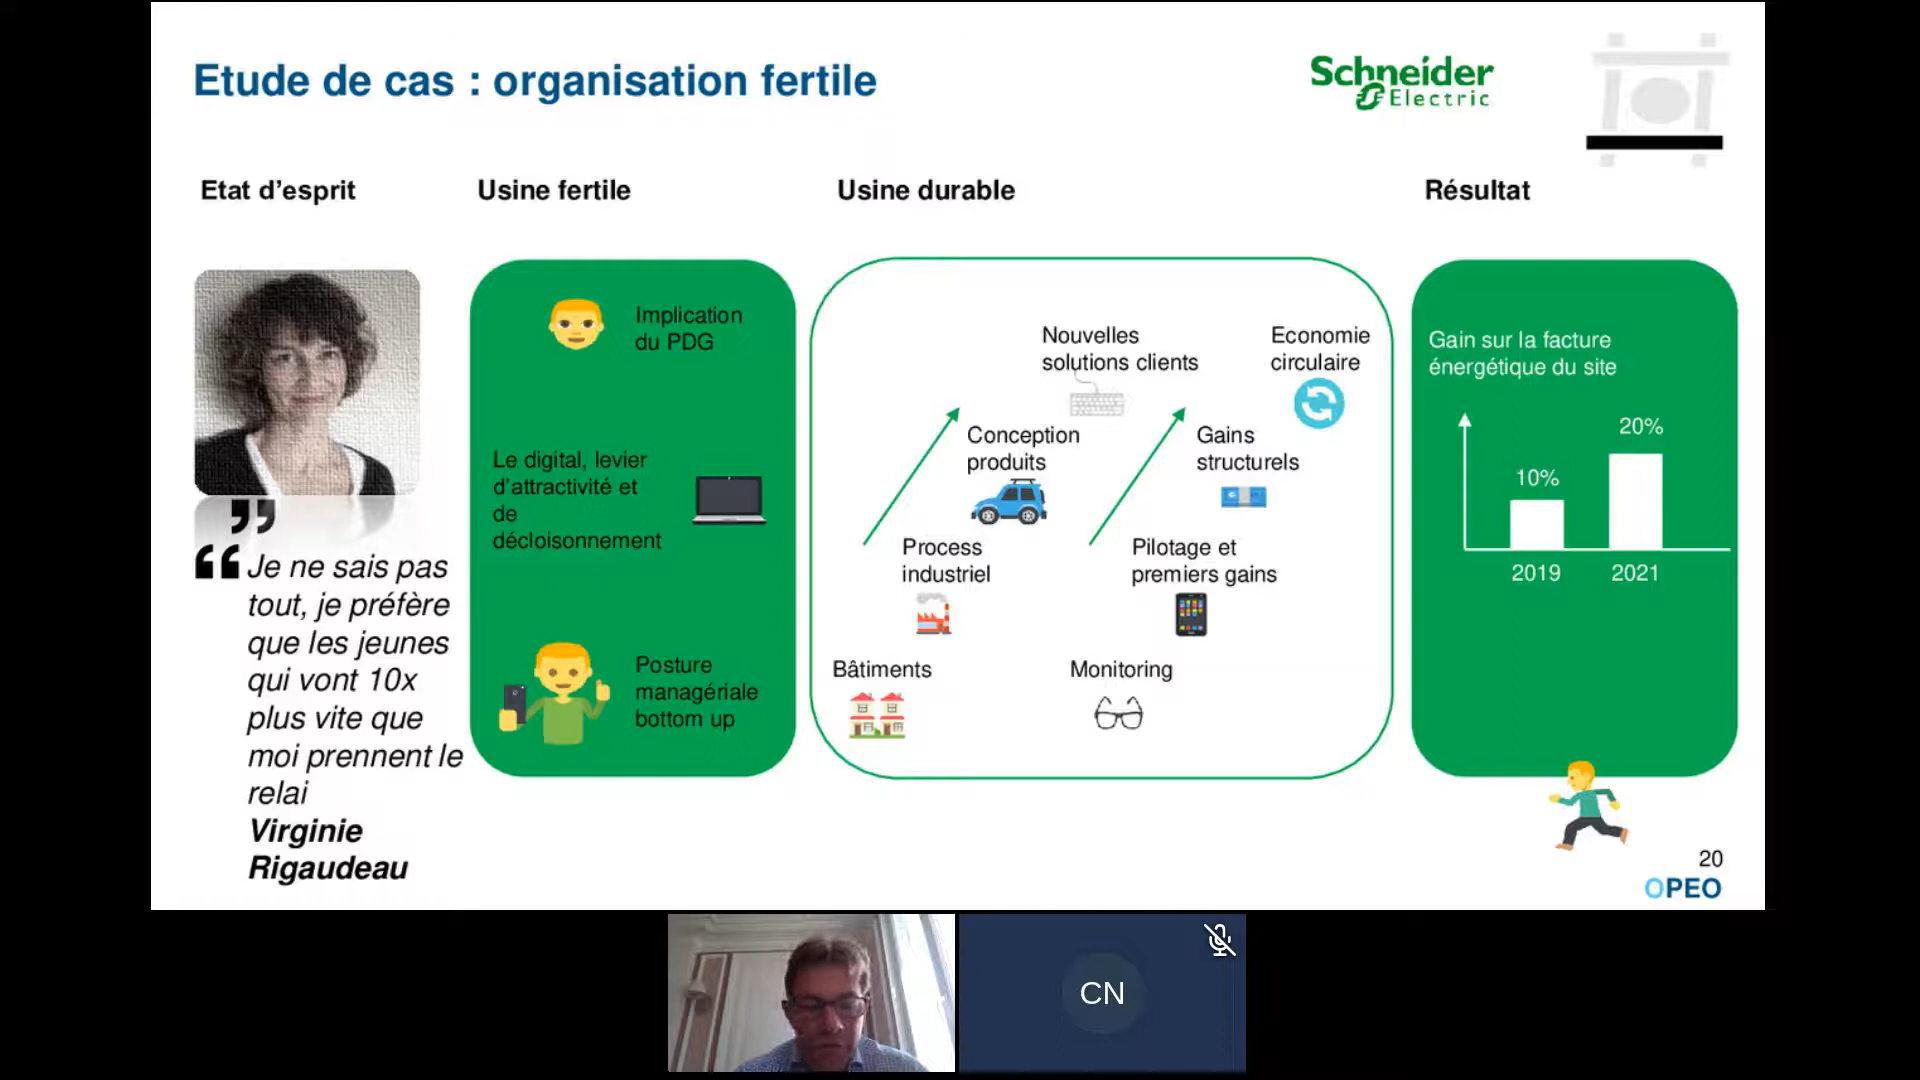 Etude de cas : organisation fertile
Schneider
Electric
Etat d’esprit
Usine fertile
Usine durable
Résultat
”
“ Je ne sais pas
tout, je préfère
que les jeunes
qui vont 10x
plus vite que
moi prennent le
relai
Virginie
Rigaudeau
Implication
du PDG
Le digital, levier
d’attractivité et
de
décloisonnement
Posture
managériale
bottom up
Nouvelles
solutions clients
Conception
produits
Process
industriel
Bâtiments
Economie
circulaire
Gains
structurels
Pilotage et
premiers gains
Monitoring
Gain sur la facture
énergétique du site
20%
10%
2019
2021
20
OPEO
CN